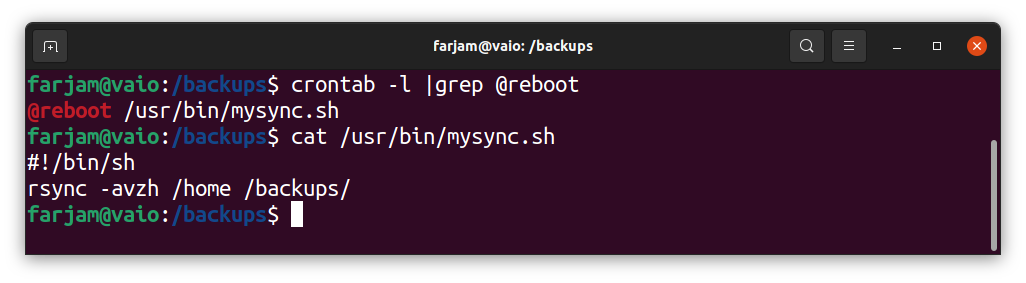 farjam@vaio: /backups
farjam@vaio:/backups$ crontab -l |grep @reboot
@reboot /usr/bin/mysync.sh
farjam@vaio:/backups$ cat /usr/bin/mysync.sh
#!/bin/sh
rsync -avzh /home /backups/
farjam@vaio:/backups$